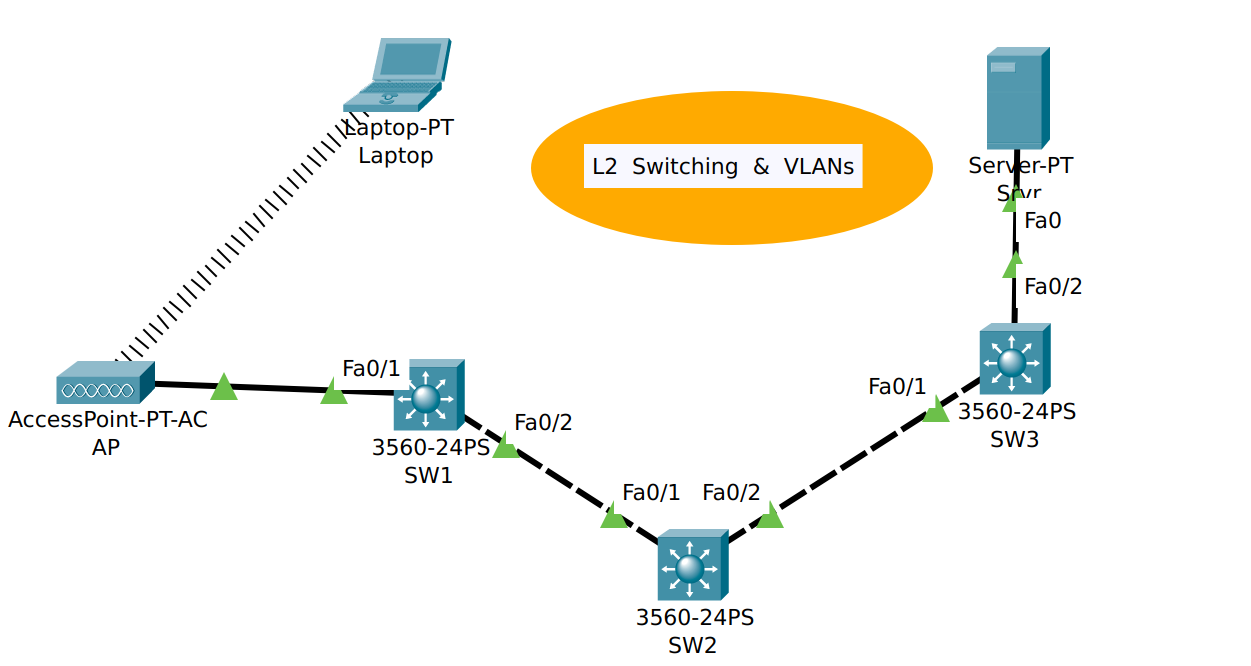 Laptop-PT
Laptop
L2 Switching & VLANs
Server-PT
Srvr
Fa0
Fa0/2
Fa0/1
AccessPoint-PT-AC
AP
3560-24PS
SW1
Fa0/2
Fa0/1
Fa0/2
3560-24PS
SW2
Fa0/1
3560-24PS
SW3